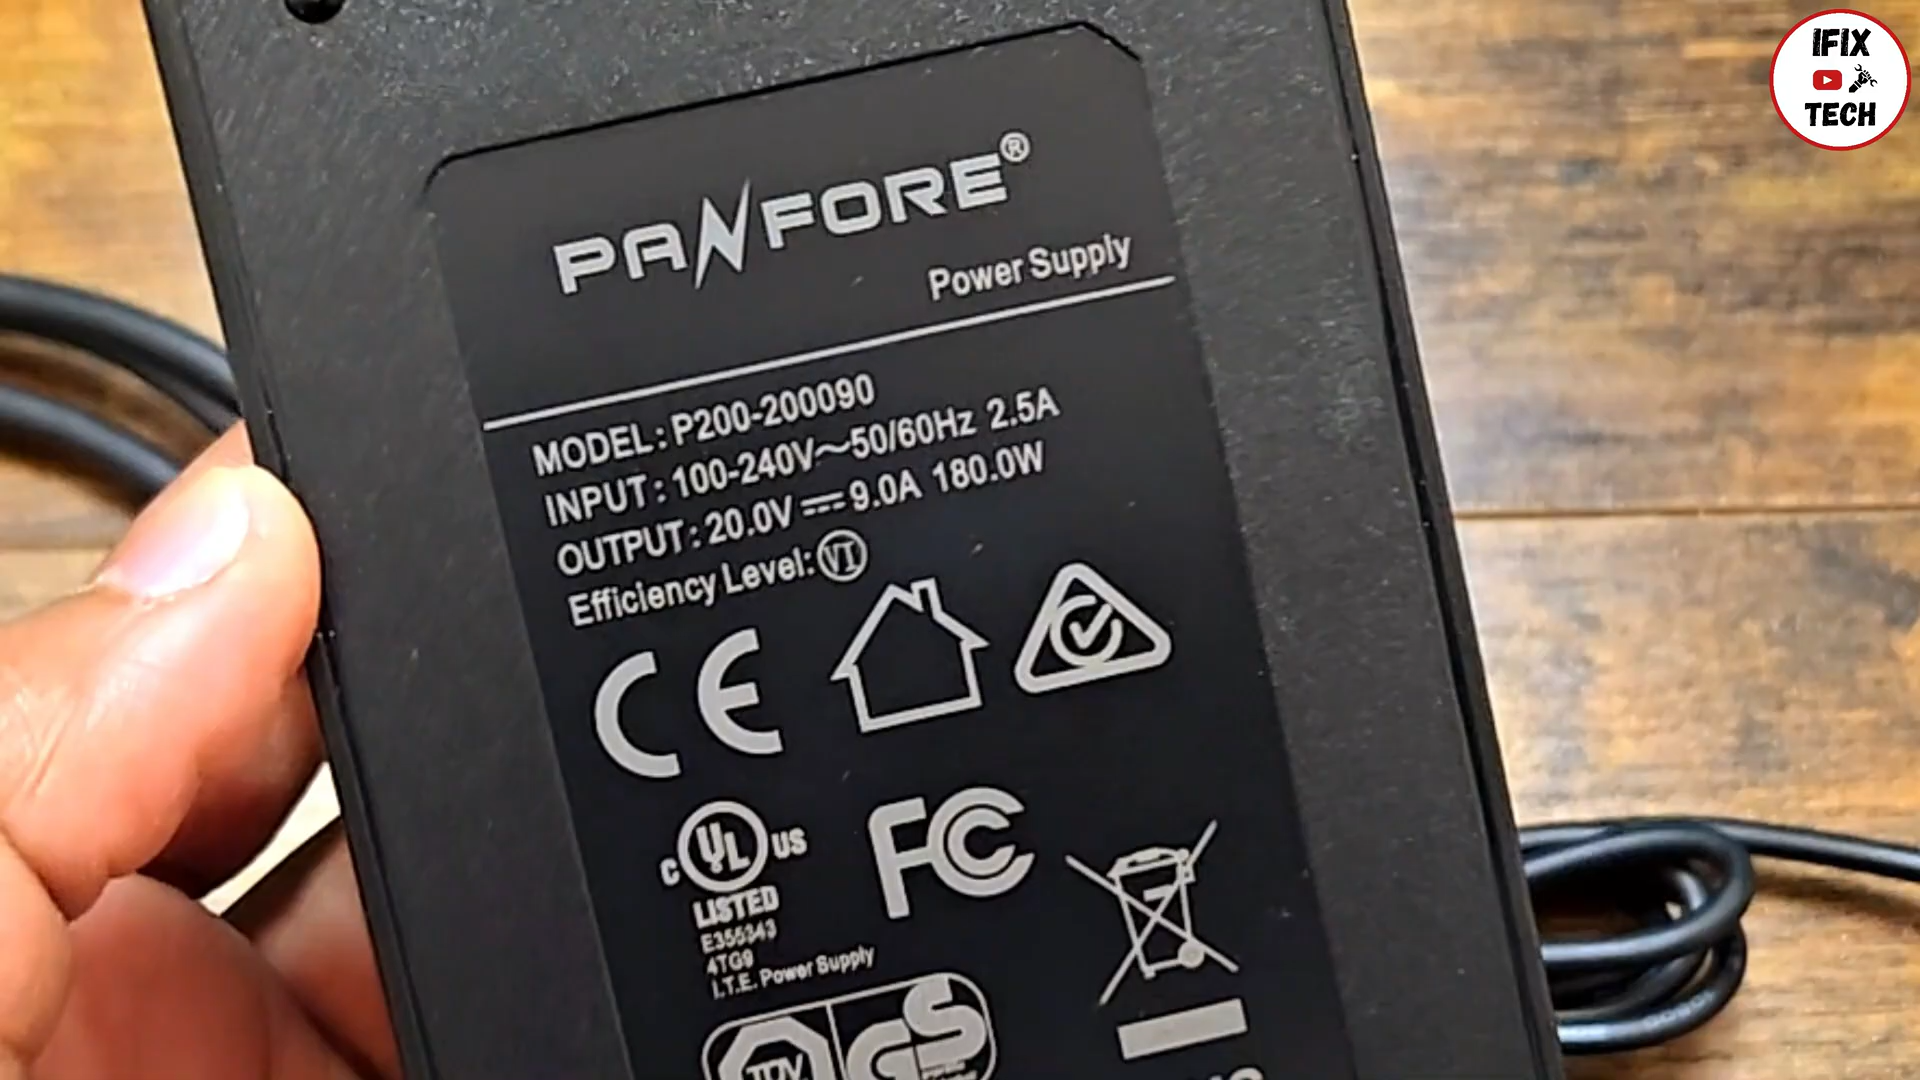 IFIX
TECH
PANFORE®
Power Supply
MODEL: P200-200090
INPUT: 100-240V~50/60Hz 2.5A
OUTPUT: 20.0V⎓9.0A 180.0W
Efficiency Level: VI
CE
C UL US
LISTED
E355343
4TG9
I.T.E. Power Supply
FC
TÜV GS